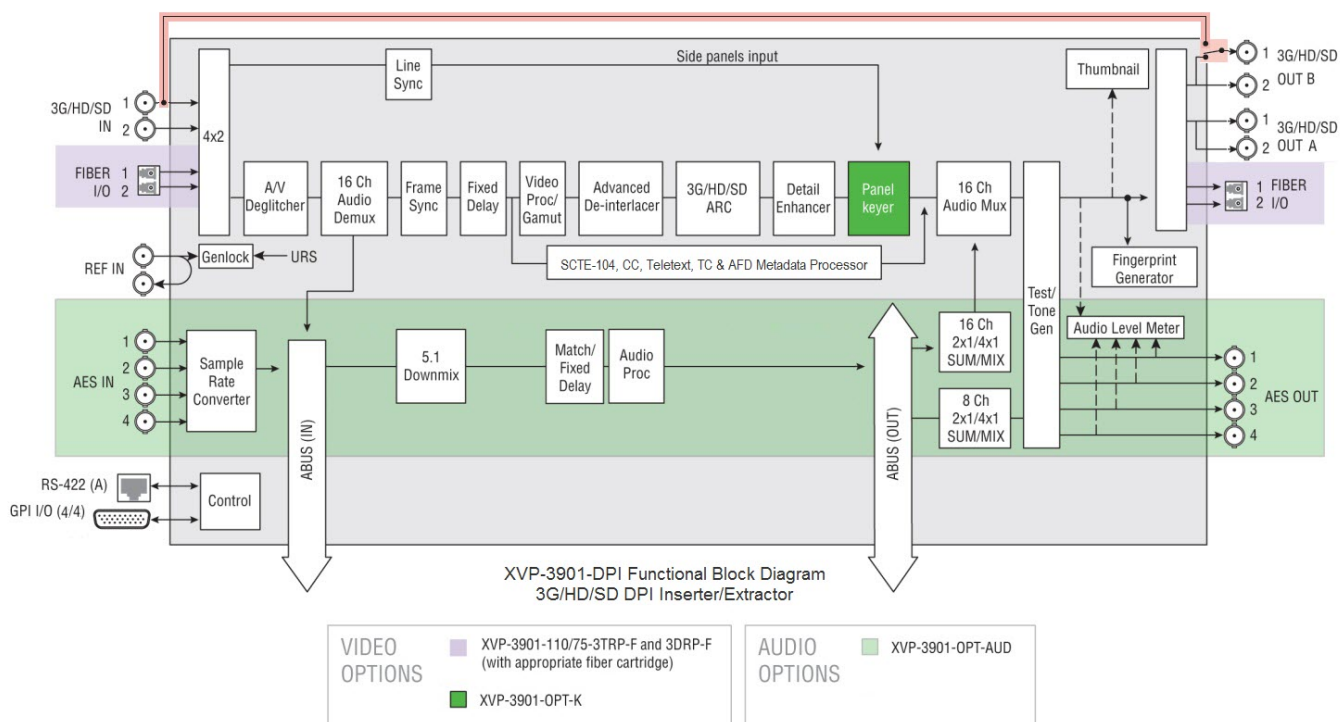 Line
Sync
Side panels input
Thumbnail
1
3G/HD/SD
OUT B
2
1
3G/HD/SD
OUT A
2
3G/HD/SD
IN
1
2
4x2
FIBER
I/O
1
2
A/V
Deglitcher
16 Ch
Audio
Demux
Frame
Sync
Fixed
Delay
Video
Proc/
Gamut
Advanced
De-interlacer
3G/HD/SD
ARC
Detail
Enhancer
Panel
keyer
16 Ch
Audio Mux
1
2
FIBER
I/O
REF IN
Genlock
URS
SCTE-104, CC, Teletext, TC & AFD Metadata Processor
Fingerprint
Generator
Test/
Tone
Gen
Audio Level Meter
AES IN
1
2
3
4
Sample
Rate
Converter
ABUS (IN)
5.1
Downmix
Match/
Fixed
Delay
Audio
Proc
ABUS (OUT)
16 Ch
2x1/4x1
SUM/MIX
8 Ch
2x1/4x1
SUM/MIX
1
2
3
4
AES OUT
RS-422 (A)
GPI I/O (4/4)
Control
XVP-3901-DPI Functional Block Diagram
3G/HD/SD DPI Inserter/Extractor
VIDEO
OPTIONS
XVP-3901-110/75-3TRP-F and 3DRP-F
(with appropriate fiber cartridge)
XVP-3901-OPT-K
AUDIO
OPTIONS
XVP-3901-OPT-AUD